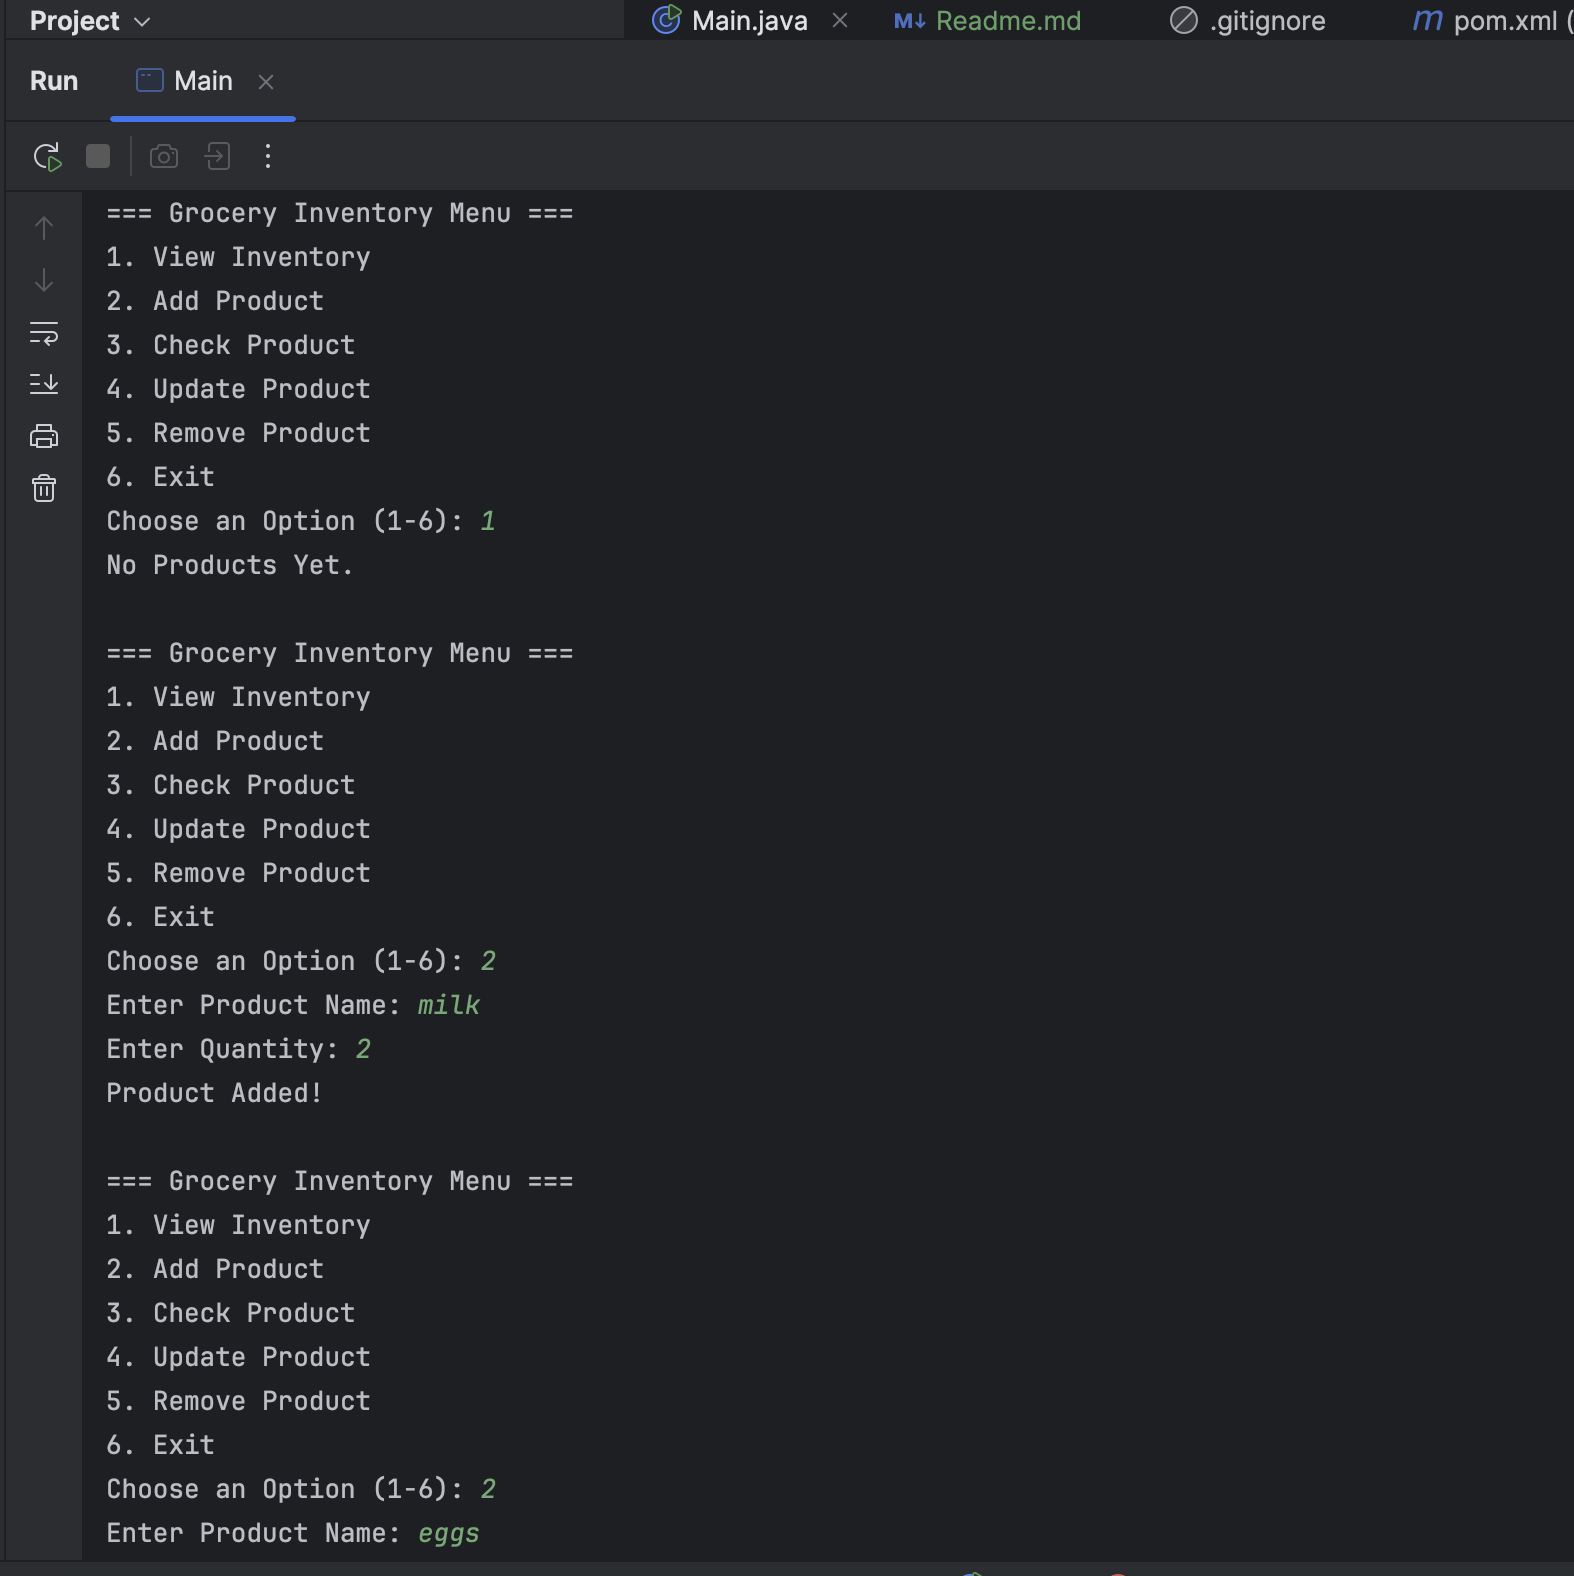 Project
Main.java
Readme.md
.gitignore
pom.xml (
Run
Main
=== Grocery Inventory Menu ===
1. View Inventory
2. Add Product
3. Check Product
4. Update Product
5. Remove Product
6. Exit
Choose an Option (1-6): 1
No Products Yet.
=== Grocery Inventory Menu ===
1. View Inventory
2. Add Product
3. Check Product
4. Update Product
5. Remove Product
6. Exit
Choose an Option (1-6): 2
Enter Product Name: milk
Enter Quantity: 2
Product Added!
=== Grocery Inventory Menu ===
1. View Inventory
2. Add Product
3. Check Product
4. Update Product
5. Remove Product
6. Exit
Choose an Option (1-6): 2
Enter Product Name: eggs